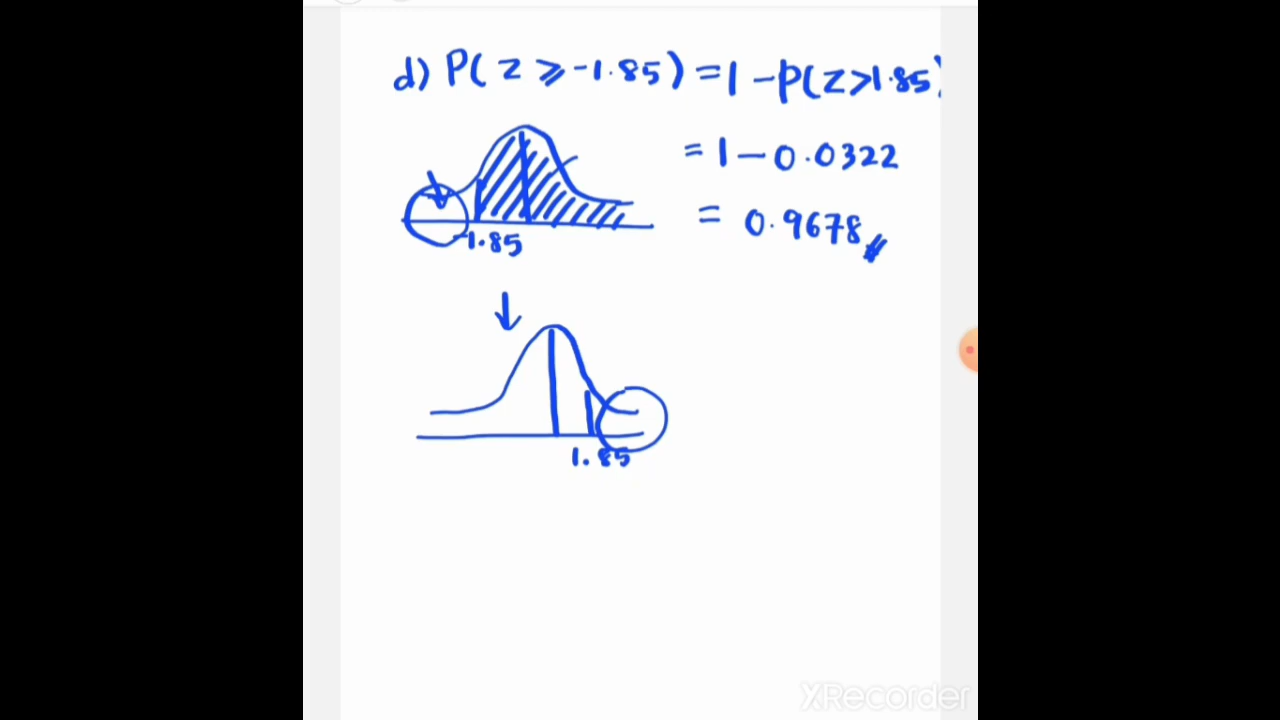 d) P( Z ⩾ -1.85 ) = 1 - P( Z > 1.85 )
= 1 - 0.0322
= 0.9678
-1.85
1.85
XRecorder